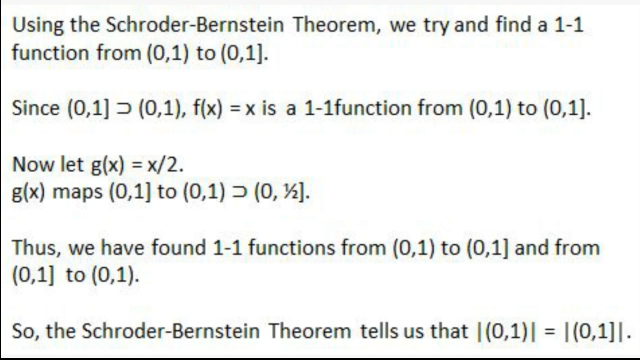 Using the Schroder-Bernstein Theorem, we try and find a 1-1
function from (0,1) to (0,1].
Since (0,1] ⊃ (0,1), f(x) = x is a 1-1function from (0,1) to (0,1].
Now let g(x) = x/2.
g(x) maps (0,1] to (0,1) ⊃ (0, ½].
Thus, we have found 1-1 functions from (0,1) to (0,1] and from
(0,1] to (0,1).
So, the Schroder-Bernstein Theorem tells us that |(0,1)| = |(0,1]|.